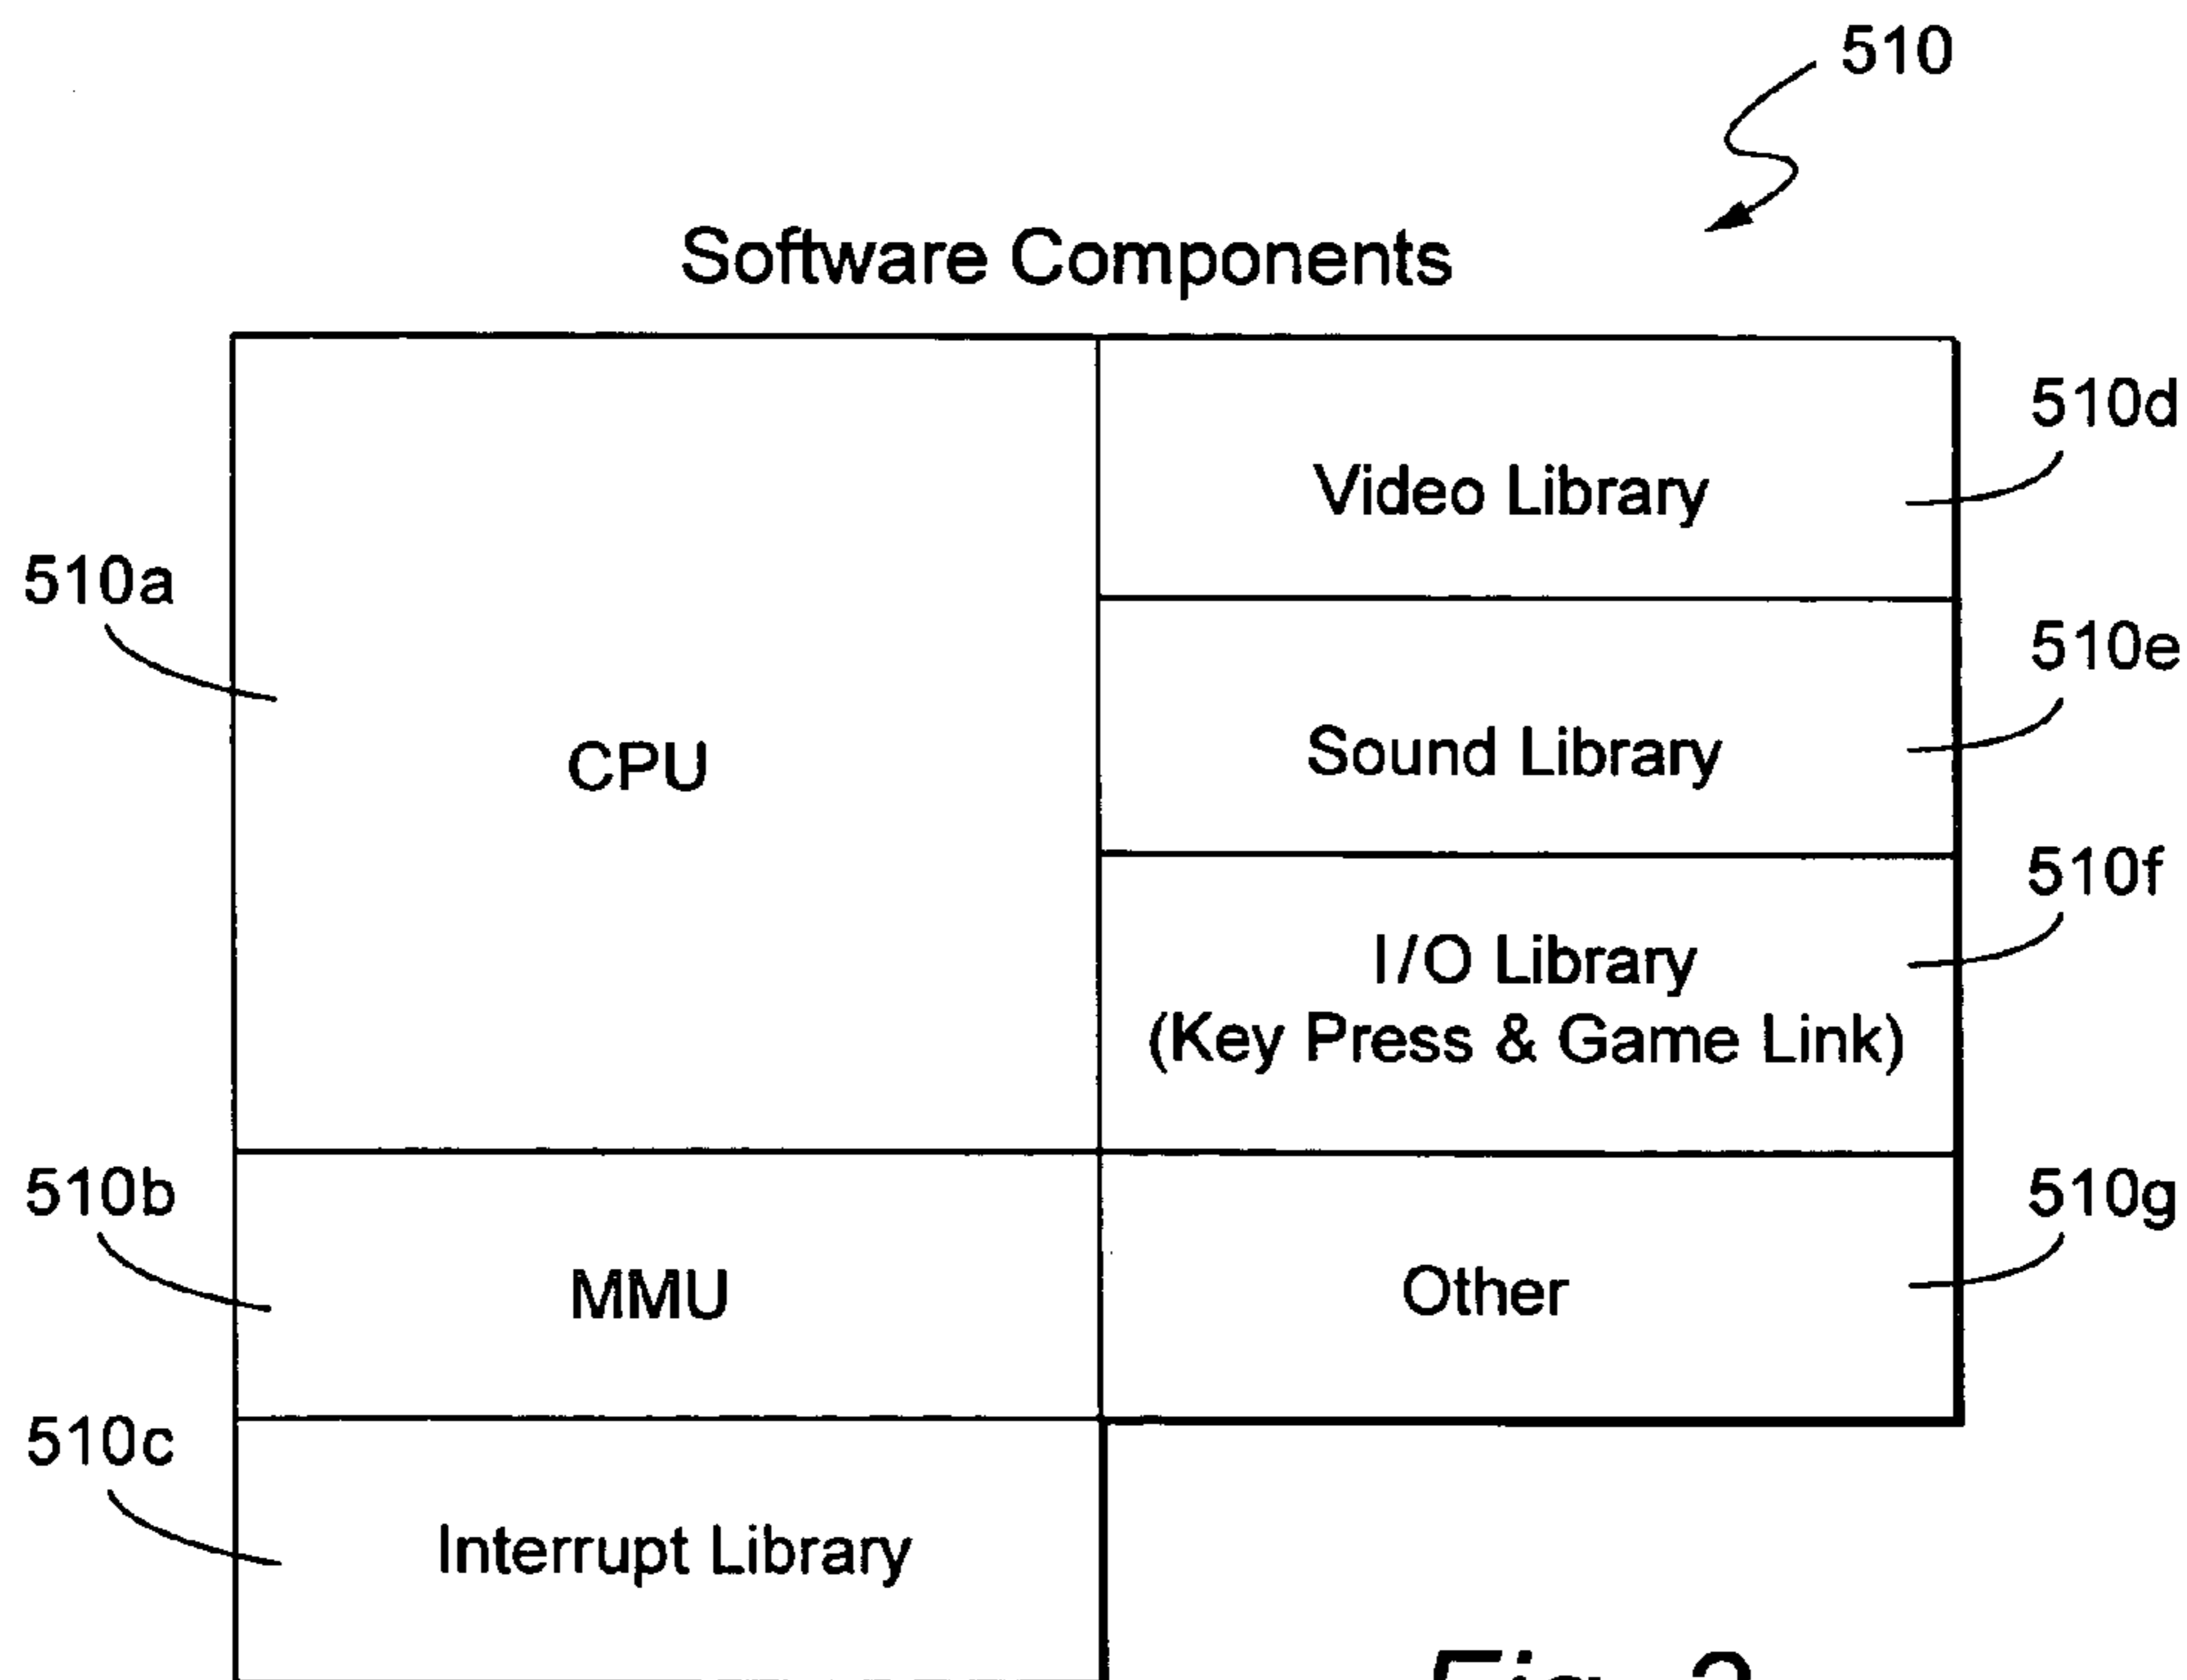 510
Software Components
510d
Video Library
510a
510e
CPU
Sound Library
510f
I/O Library
(Key Press & Game Link)
510b
510g
MMU
Other
510c
Interrupt Library